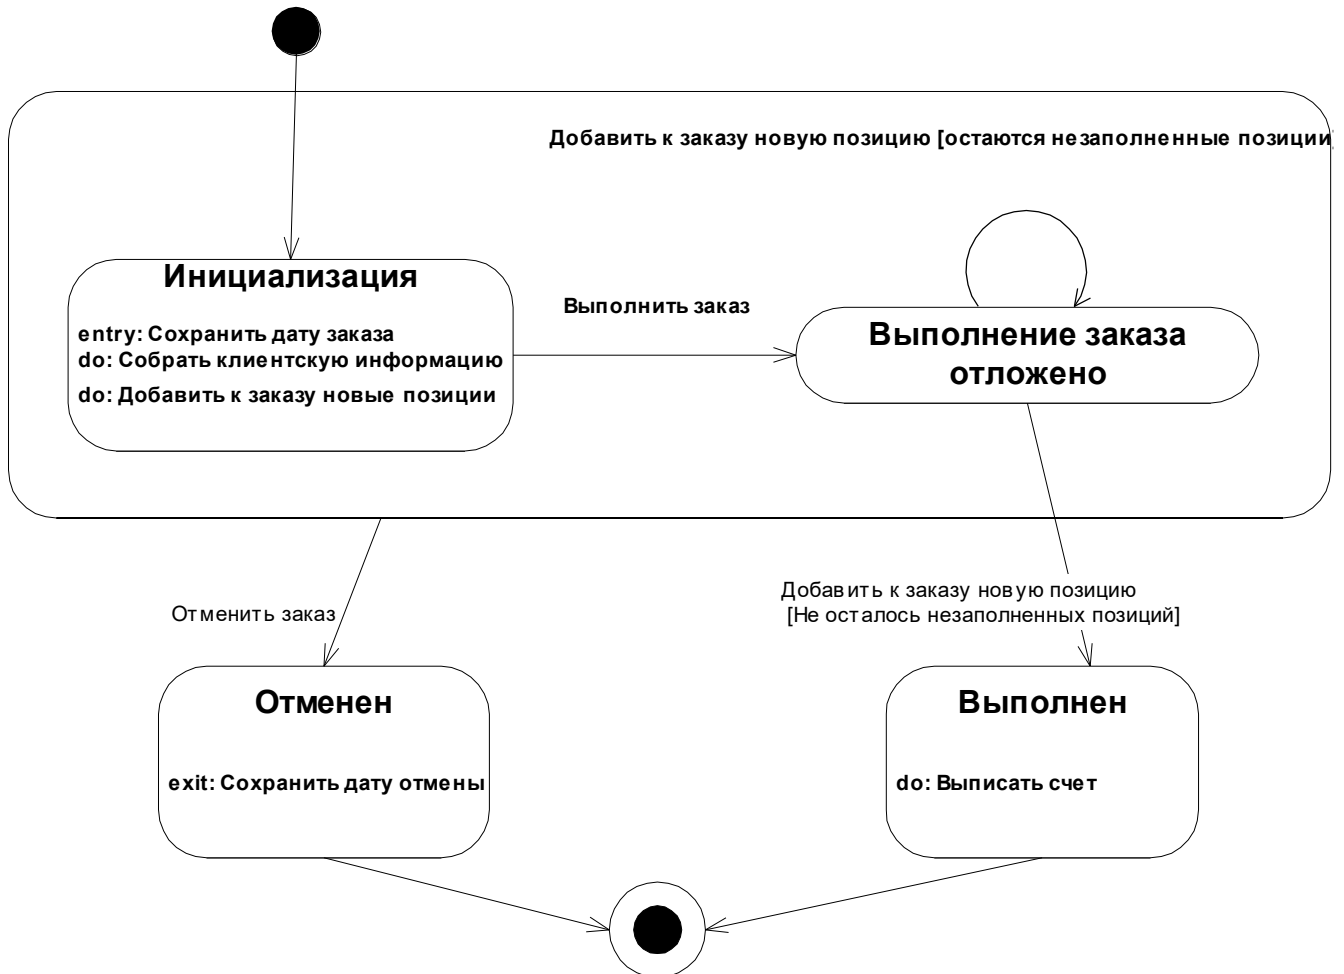 Добавить к заказу новую позицию [остаются незаполненные позиции]
Инициализация
entry: Сохранить дату заказа
do: Собрать клиентскую информацию
do: Добавить к заказу новые позиции
Выполнить заказ
Выполнение заказа
отложено
Отменить заказ
Добавить к заказу новую позицию
[Не осталось незаполненных позиций]
Отменен
exit: Сохранить дату отмены
Выполнен
do: Выписать счет